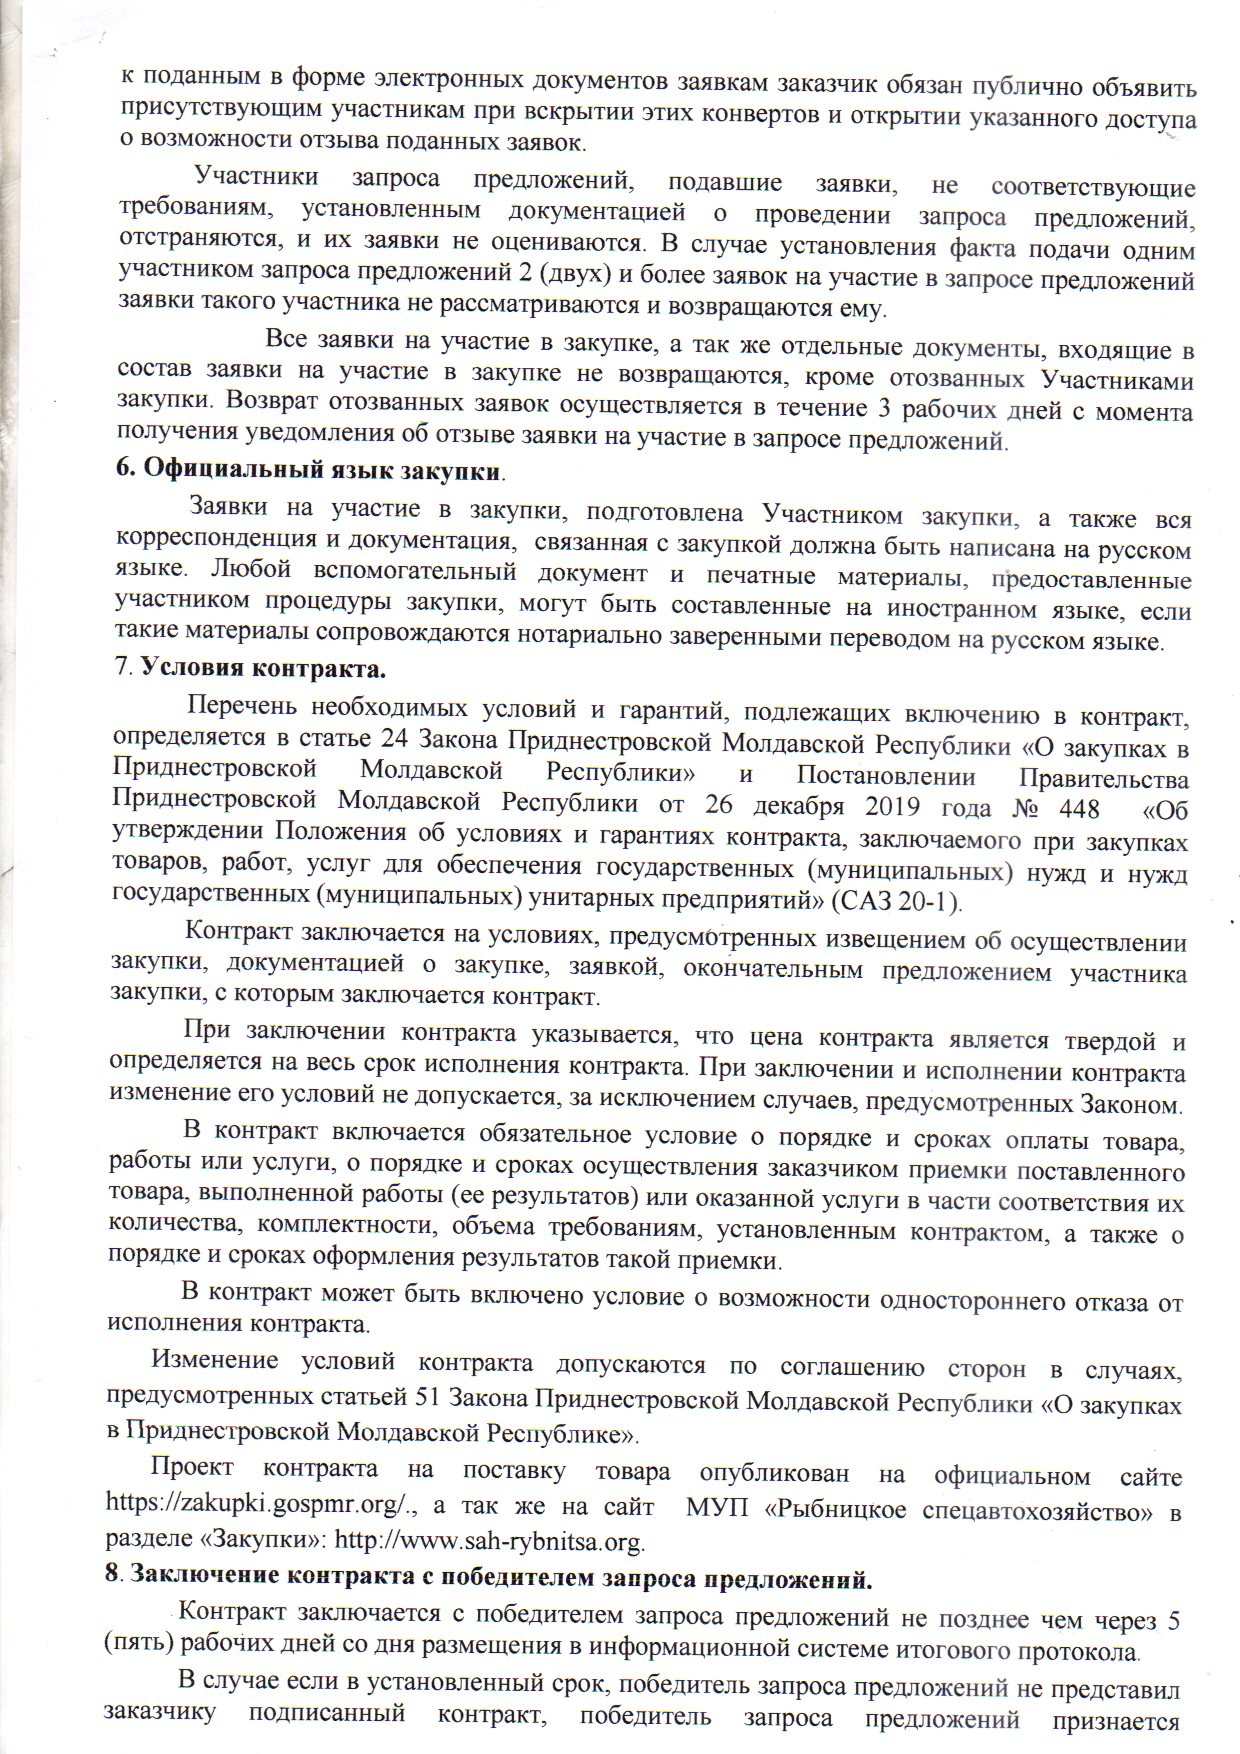 к поданным в форме электронных документов заявкам заказчик обязан публично объявить
присутствующим участникам при вскрытии этих конвертов и открытии указанного доступа
о возможности отзыва поданных заявок.
Участники запроса предложений, подавшие заявки, не соответствующие
требованиям, установленным документацией о проведении запроса предложений,
отстраняются, и их заявки не оцениваются. В случае установления факта подачи одним
участником запроса предложений 2 (двух) и более заявок на участие в запросе предложений
заявки такого участника не рассматриваются и возвращаются ему.
Все заявки на участие в закупке, а так же отдельные документы, входящие в
состав заявки на участие в закупке не возвращаются, кроме отозванных Участниками
закупки. Возврат отозванных заявок осуществляется в течение 3 рабочих дней с момента
получения уведомления об отзыве заявки на участие в запросе предложений.
6. Официальный язык закупки.
Заявки на участие в закупки, подготовлена Участником закупки, а также вся
корреспонденция и документация, связанная с закупкой должна быть написана на русском
языке. Любой вспомогательный документ и печатные материалы, предоставленные
участником процедуры закупки, могут быть составленные на иностранном языке, если
такие материалы сопровождаются нотариально заверенными переводом на русском языке.
7. Условия контракта.
Перечень необходимых условий и гарантий, подлежащих включению в контракт,
определяется в статье 24 Закона Приднестровской Молдавской Республики «О закупках в
Приднестровской Молдавской Республики» и Постановлении Правительства
Приднестровской Молдавской Республики от 26 декабря 2019 года № 448 «Об
утверждении Положения об условиях и гарантиях контракта, заключаемого при закупках
товаров, работ, услуг для обеспечения государственных (муниципальных) нужд и нужд
государственных (муниципальных) унитарных предприятий» (САЗ 20-1).
Контракт заключается на условиях, предусмотренных извещением об осуществлении
закупки, документацией о закупке, заявкой, окончательным предложением участника
закупки, с которым заключается контракт.
При заключении контракта указывается, что цена контракта является твердой и
определяется на весь срок исполнения контракта. При заключении и исполнении контракта
изменение его условий не допускается, за исключением случаев, предусмотренных Законом.
В контракт включается обязательное условие о порядке и сроках оплаты товара,
работы или услуги, о порядке и сроках осуществления заказчиком приемки поставленного
товара, выполненной работы (ее результатов) или оказанной услуги в части соответствия их
количества, комплектности, объема требованиям, установленным контрактом, а также о
порядке и сроках оформления результатов такой приемки.
В контракт может быть включено условие о возможности одностороннего отказа от
исполнения контракта.
Изменение условий контракта допускаются по соглашению сторон в случаях,
предусмотренных статьей 51 Закона Приднестровской Молдавской Республики «О закупках
в Приднестровской Молдавской Республике».
Проект контракта на поставку товара опубликован на официальном сайте
https://zakupki.gospmr.org/., а так же на сайт МУП «Рыбницкое спецавтохозяйство» в
разделе «Закупки»: http://www.sah-rybnitsa.org.
8. Заключение контракта с победителем запроса предложений.
Контракт заключается с победителем запроса предложений не позднее чем через 5
(пять) рабочих дней со дня размещения в информационной системе итогового протокола.
В случае если в установленный срок, победитель запроса предложений не представил
заказчику подписанный контракт, победитель запроса предложений признается